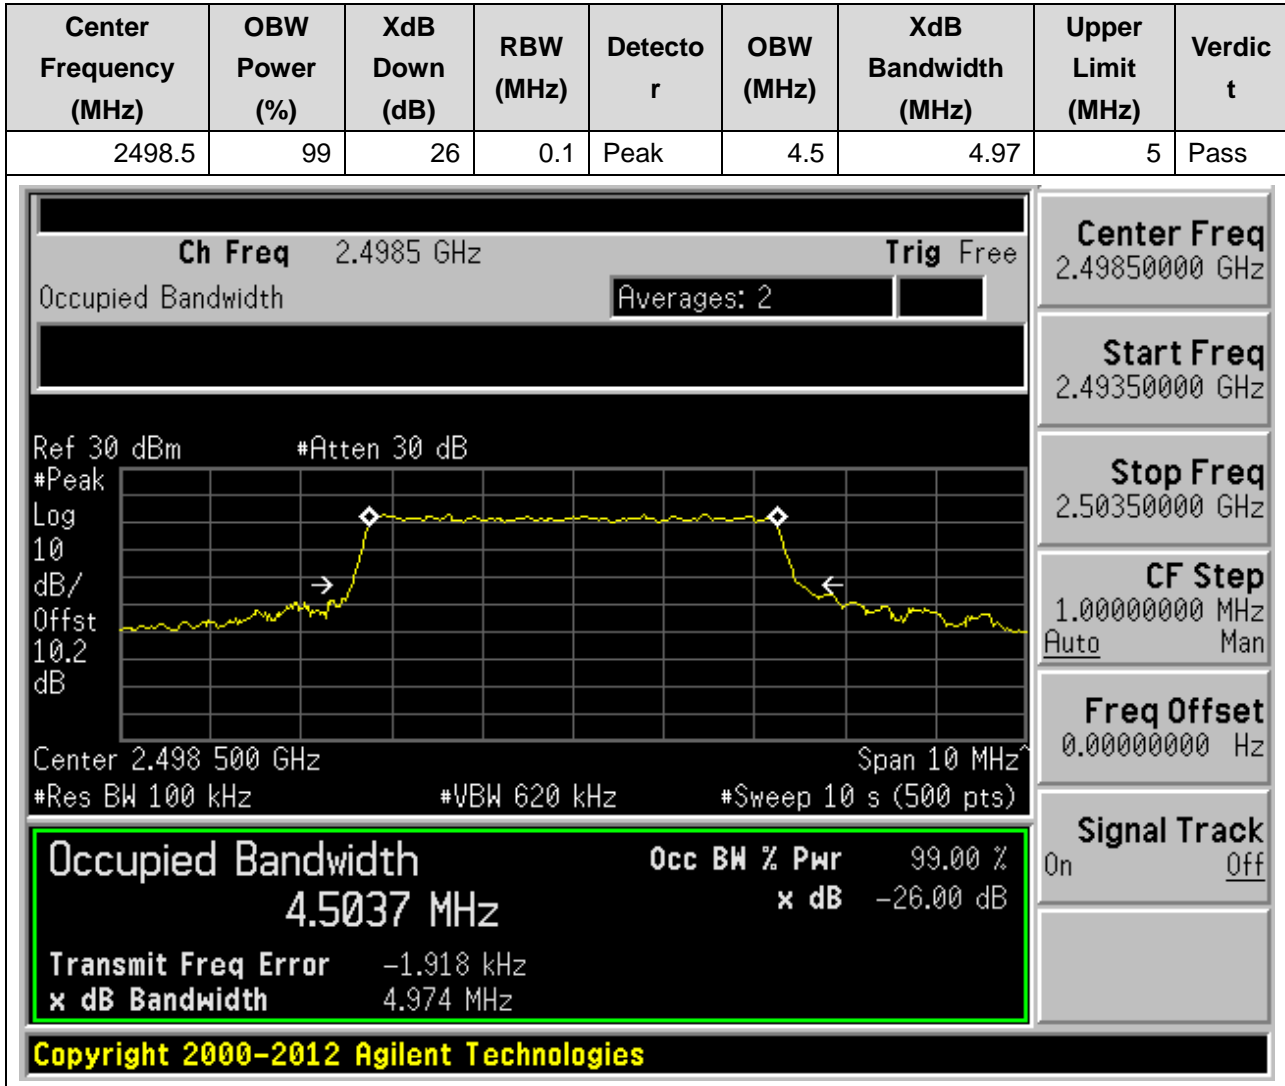 Center Frequency (MHz) OBW Power (%) XdB Down (dB) RBW (MHz) Detecto r OBW (MHz) XdB Bandwidth (MHz) Upper Limit (MHz) Verdic t
2498.5 99 26 0.1 Peak 4.5 4.97 5 Pass
Ch Freq 2.4985 GHz Trig Free
Occupied Bandwidth Averages: 2
Ref 30 dBm #Atten 30 dB
#Peak
Log
10
dB/
Offst
10.2
dB
Center 2.498 500 GHz Span 10 MHz^
#Res BW 100 kHz #VBW 620 kHz #Sweep 10 s (500 pts)
Occupied Bandwidth Occ BW % Pwr 99.00 %
4.5037 MHz x dB -26.00 dB
Transmit Freq Error -1.918 kHz
x dB Bandwidth 4.974 MHz
Copyright 2000-2012 Agilent Technologies
Center Freq
2.49850000 GHz
Start Freq
2.49350000 GHz
Stop Freq
2.50350000 GHz
CF Step
1.00000000 MHz
Auto Man
Freq Offset
0.00000000 Hz
Signal Track
On Off